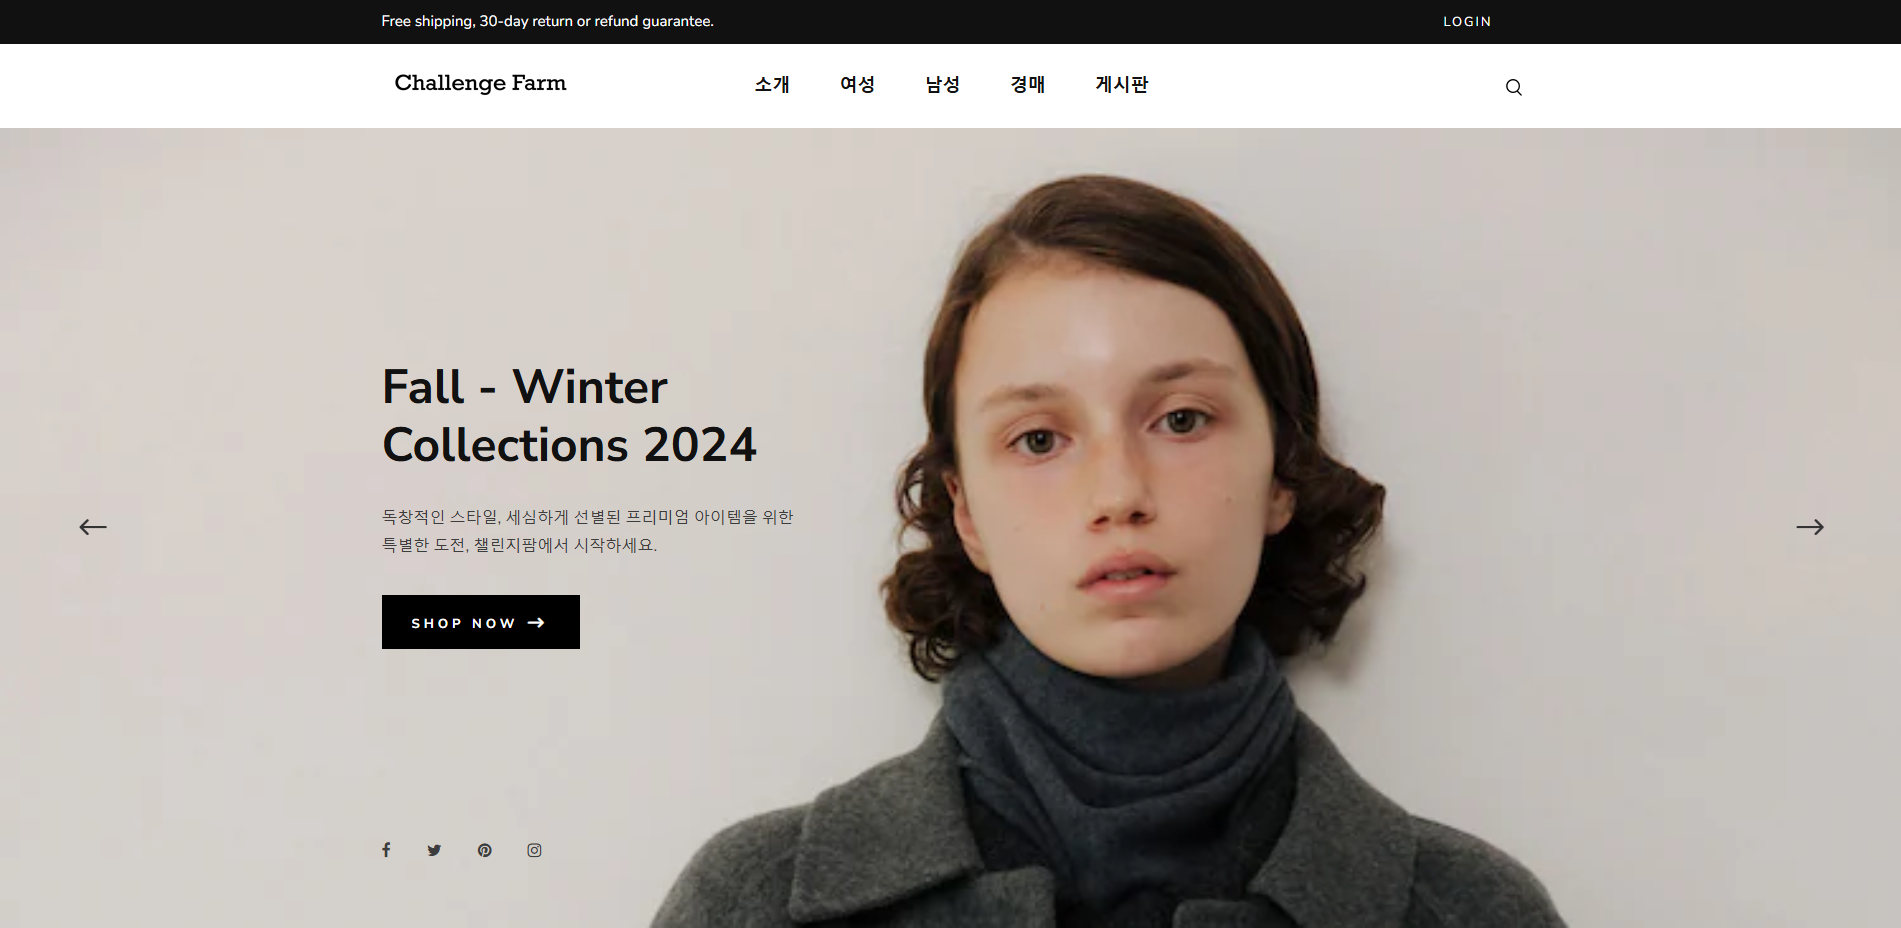 Free shipping, 30-day return or refund guarantee.
LOGIN
Challenge Farm
소개
여성
남성
경매
게시판
Fall - Winter
Collections 2024
독창적인 스타일, 세심하게 선별된 프리미엄 아이템을 위한
특별한 도전, 챌린지팜에서 시작하세요.
SHOP NOW